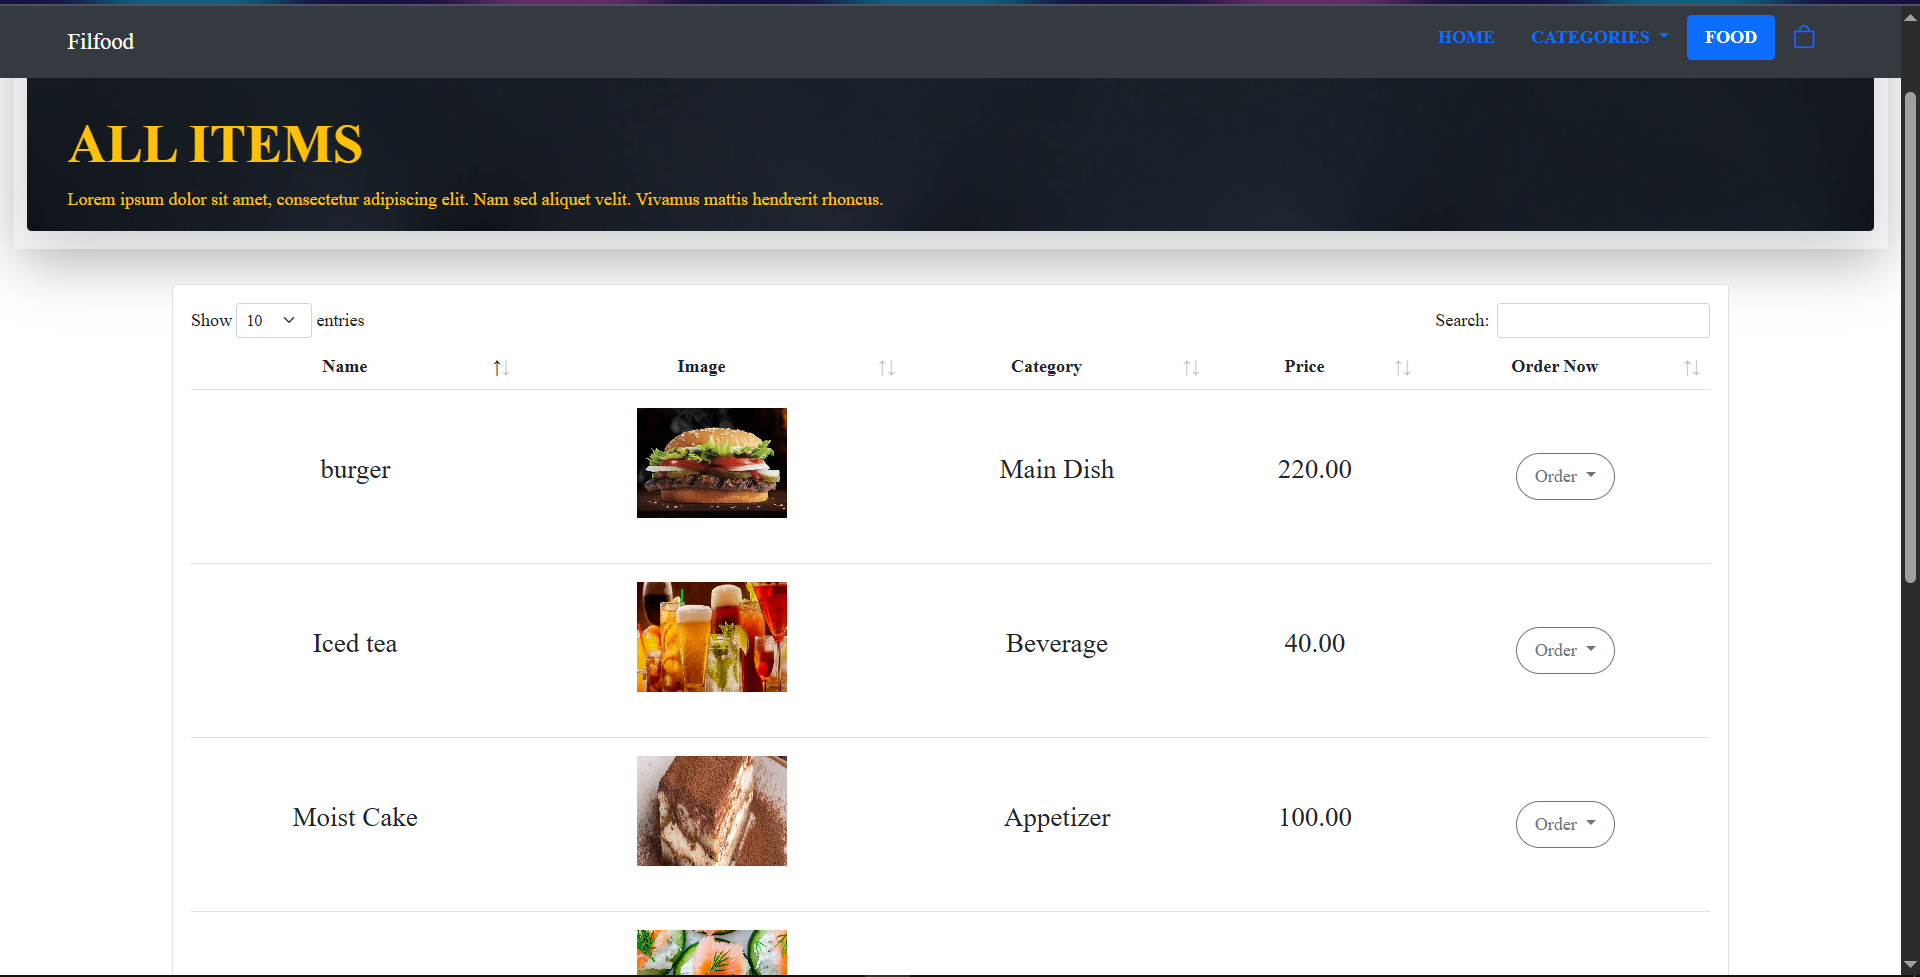 Filfood
HOME CATEGORIES FOOD
ALL ITEMS
Lorem ipsum dolor sit amet, consectetur adipiscing elit. Nam sed aliquet velit. Vivamus mattis hendrerit rhoncus.
Show 10 entries Search:
Name Image Category Price Order Now
burger Main Dish 220.00 Order
Iced tea Beverage 40.00 Order
Moist Cake Appetizer 100.00 Order